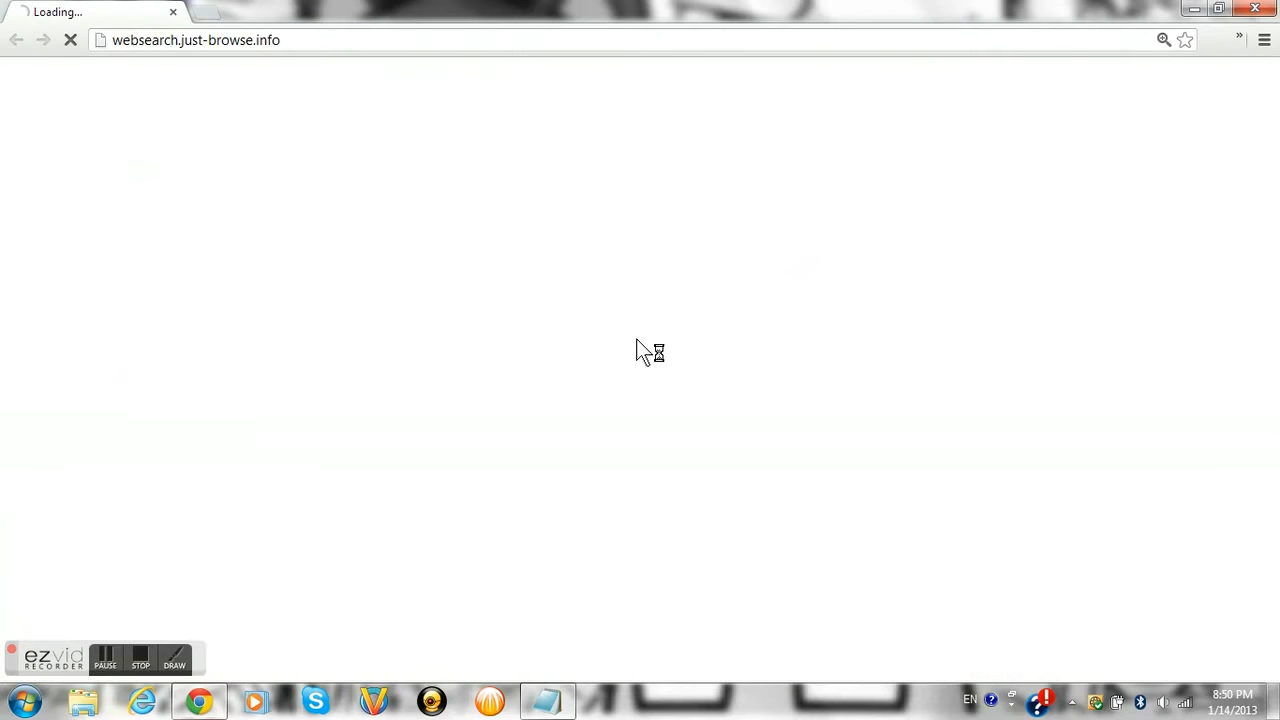 Loading...
websearch.just-browse.info
ezvid
RECORDER
PAUSE
STOP
DRAW
EN
8:50 PM
1/14/2013